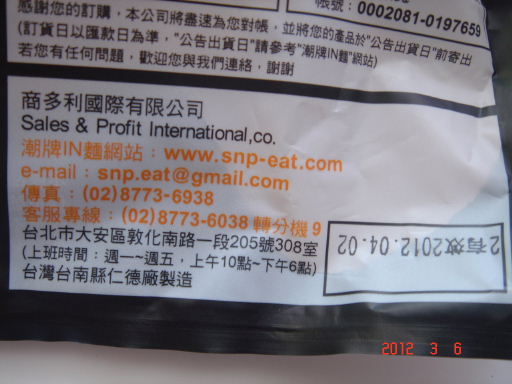 感謝您的訂購，本公司將盡速為您對帳，並將您的產品於"公告出貨日"前寄出
帳號：0002081-0197659
(訂貨日以匯款日為準，"公告出貨日"請參考"潮牌IN麵"網站)
若您有任何問題，歡迎您與我們連絡，謝謝
商多利國際有限公司
Sales & Profit International,co.
潮牌IN麵網站：www.snp-eat.com
e-mail：snp.eat@gmail.com
傳真：(02)8773-6938
客服專線：(02)8773-6038 轉分機 9
台北市大安區敦化南路一段205號308室
(上班時間：週一~週五，上午10點~下午6點)
台灣台南縣仁德廠製造
有效2012.04.02
2012 3 6